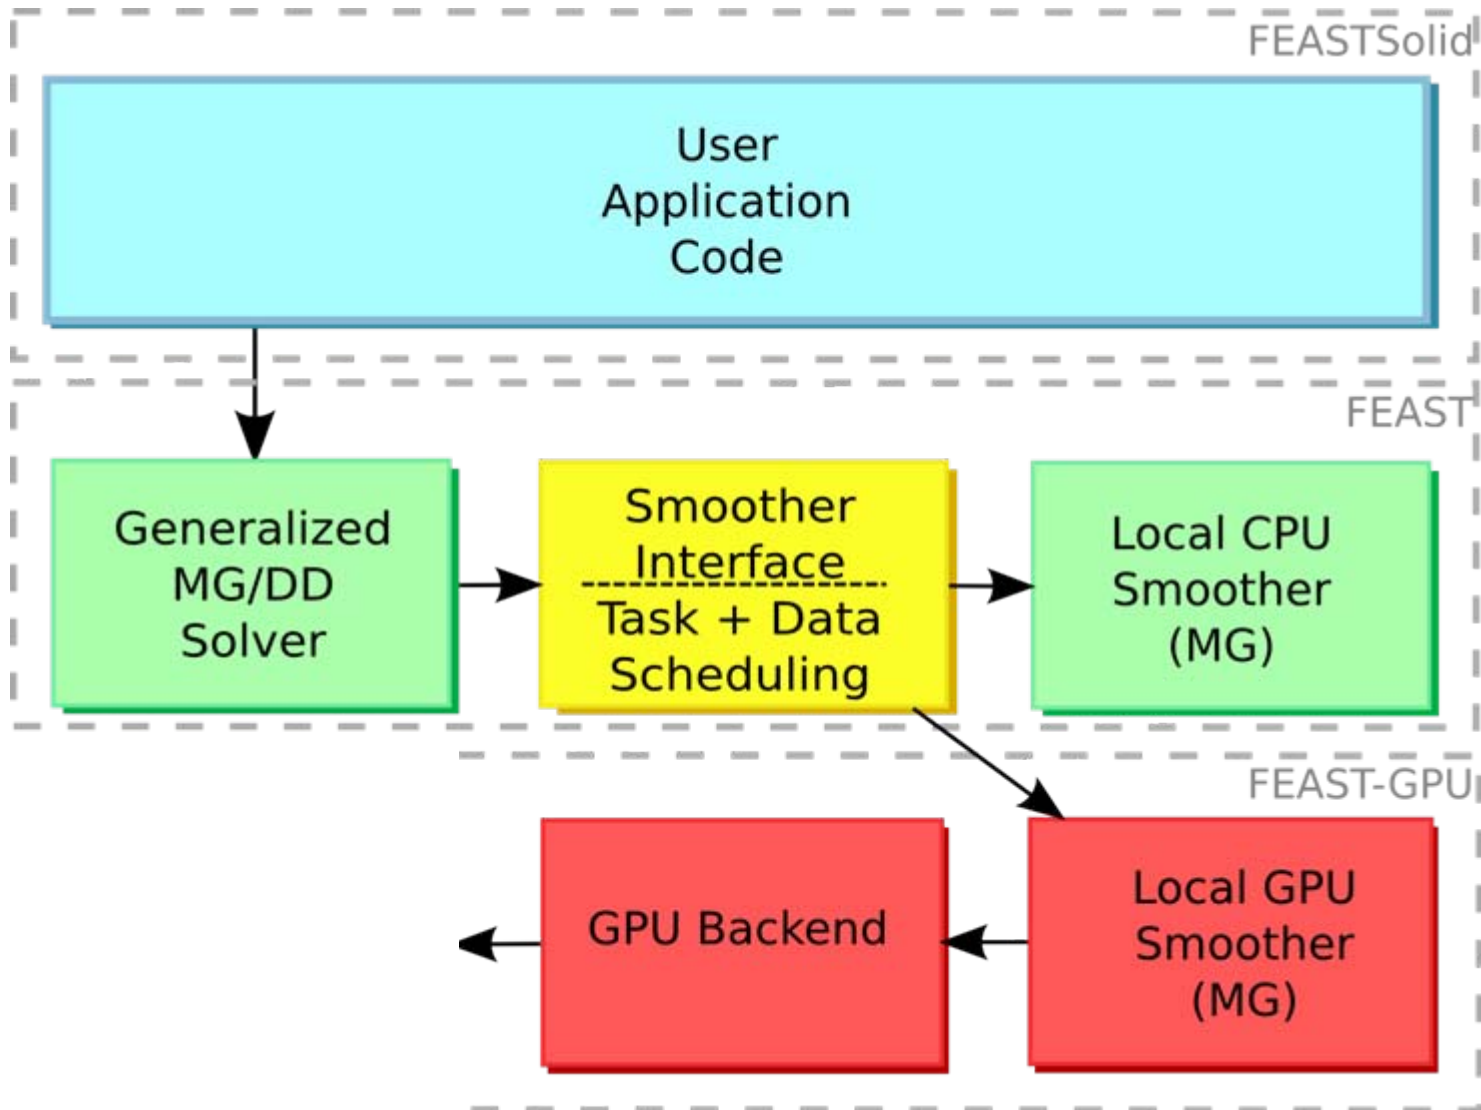 FEASTSolid
User
Application
Code
FEAST
Generalized
MG/DD
Solver
Smoother
Interface
Task + Data
Scheduling
Local CPU
Smoother
(MG)
FEAST-GPU
GPU Backend
Local GPU
Smoother
(MG)